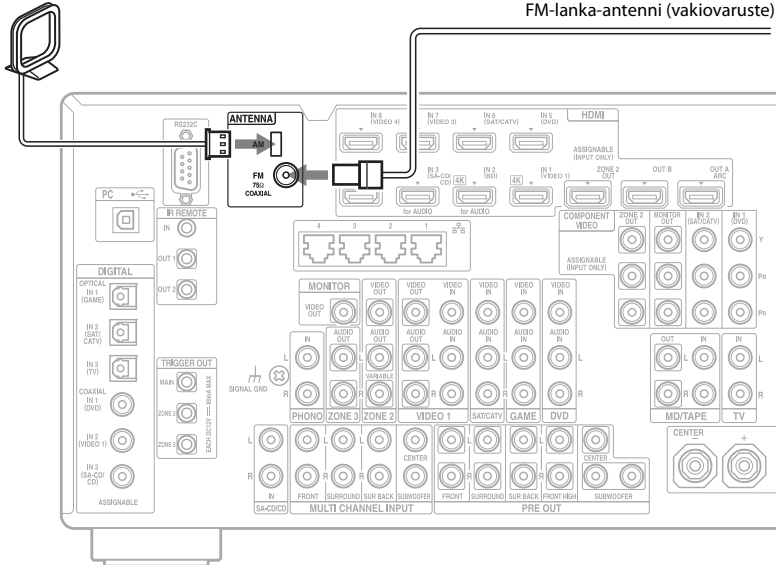 FM-lanka-antenni (vakiovaruste)
RS232C
ANTENNA
AM
FM
75Ω
COAXIAL
IN 8
(VIDEO 4)
IN 7
(VIDEO 3)
IN 6
(SAT/CATV)
IN 5
(DVD)
HDMI
ASSIGNABLE
(INPUT ONLY)
IN 3
(SA-CD/
CD)
4K
IN 2
(BD)
4K
IN 1
(VIDEO 1)
ZONE 2
OUT
OUT B
OUT A
ARC
for AUDIO
for AUDIO
PC
IR REMOTE
IN
OUT 1
OUT 2
4
3
2
1
COMPONENT
VIDEO
ZONE 2
OUT
MONITOR
OUT
IN 2
(SAT/CATV)
IN 1
(DVD)
ASSIGNABLE
(INPUT ONLY)
Y
PB
PR
DIGITAL
OPTICAL
IN 1
(GAME)
IN 2
(SAT/
CATV)
IN 3
(TV)
COAXIAL
IN 1
(DVD)
IN 2
(VIDEO 1)
IN 3
(SA-CD/
CD)
ASSIGNABLE
TRIGGER OUT
MAIN
ZONE 2
ZONE 3
SIGNAL GND
MONITOR
VIDEO
OUT
VIDEO
OUT
VIDEO
OUT
VIDEO
IN
VIDEO
IN
VIDEO
IN
VIDEO
IN
IN
AUDIO
OUT
AUDIO
OUT
AUDIO
OUT
AUDIO
IN
AUDIO
IN
AUDIO
IN
AUDIO
IN
VARIABLE
L
R
L
R
L
R
L
R
L
R
PHONO
ZONE 3
ZONE 2
VIDEO 1
SAT/CATV
GAME
DVD
OUT
IN
IN
L
R
L
R
MD/TAPE
TV
L
R
L
R
CENTER
L
R
CENTER
CENTER
−
+
IN
FRONT
SURROUND
SUR BACK
SUBWOOFER
FRONT
SURROUND
SUR BACK
FRONT HIGH
SUBWOOFER
SA-CD/CD
MULTI CHANNEL INPUT
PRE OUT